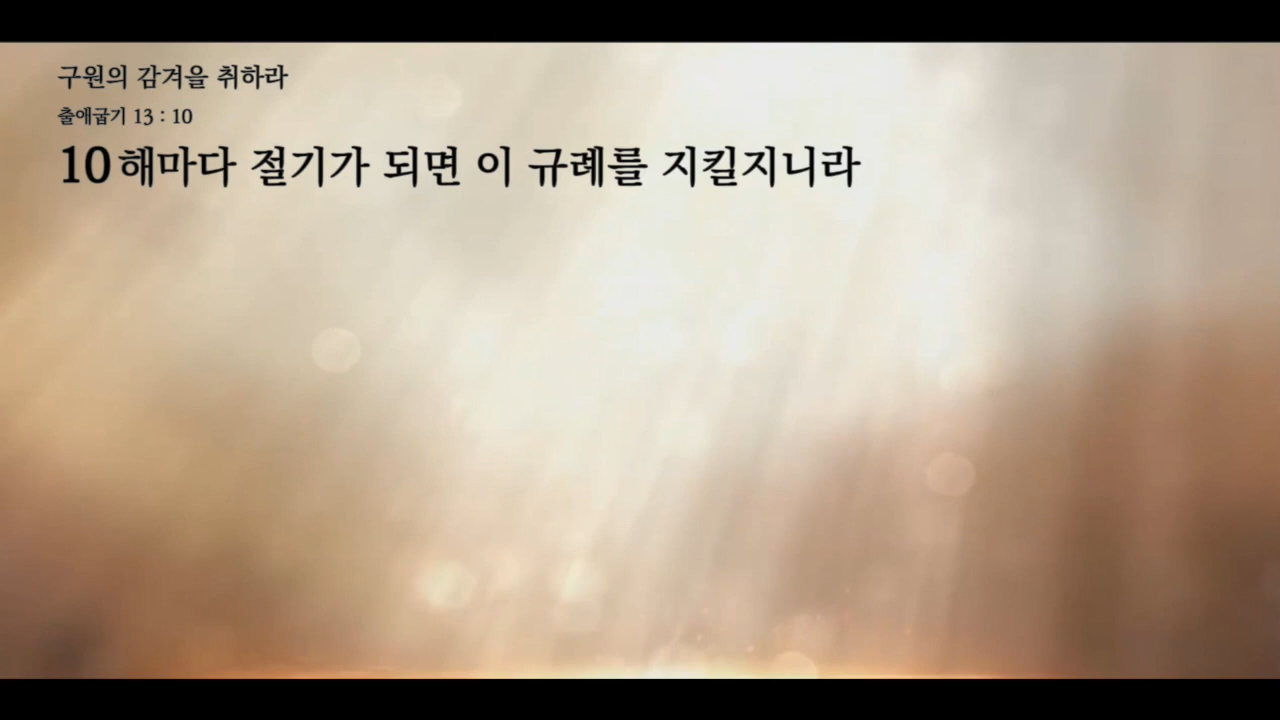 구원의 감겨을 취하라
출애굽기 13 : 10
10 해마다 절기가 되면 이 규례를 지킬지니라